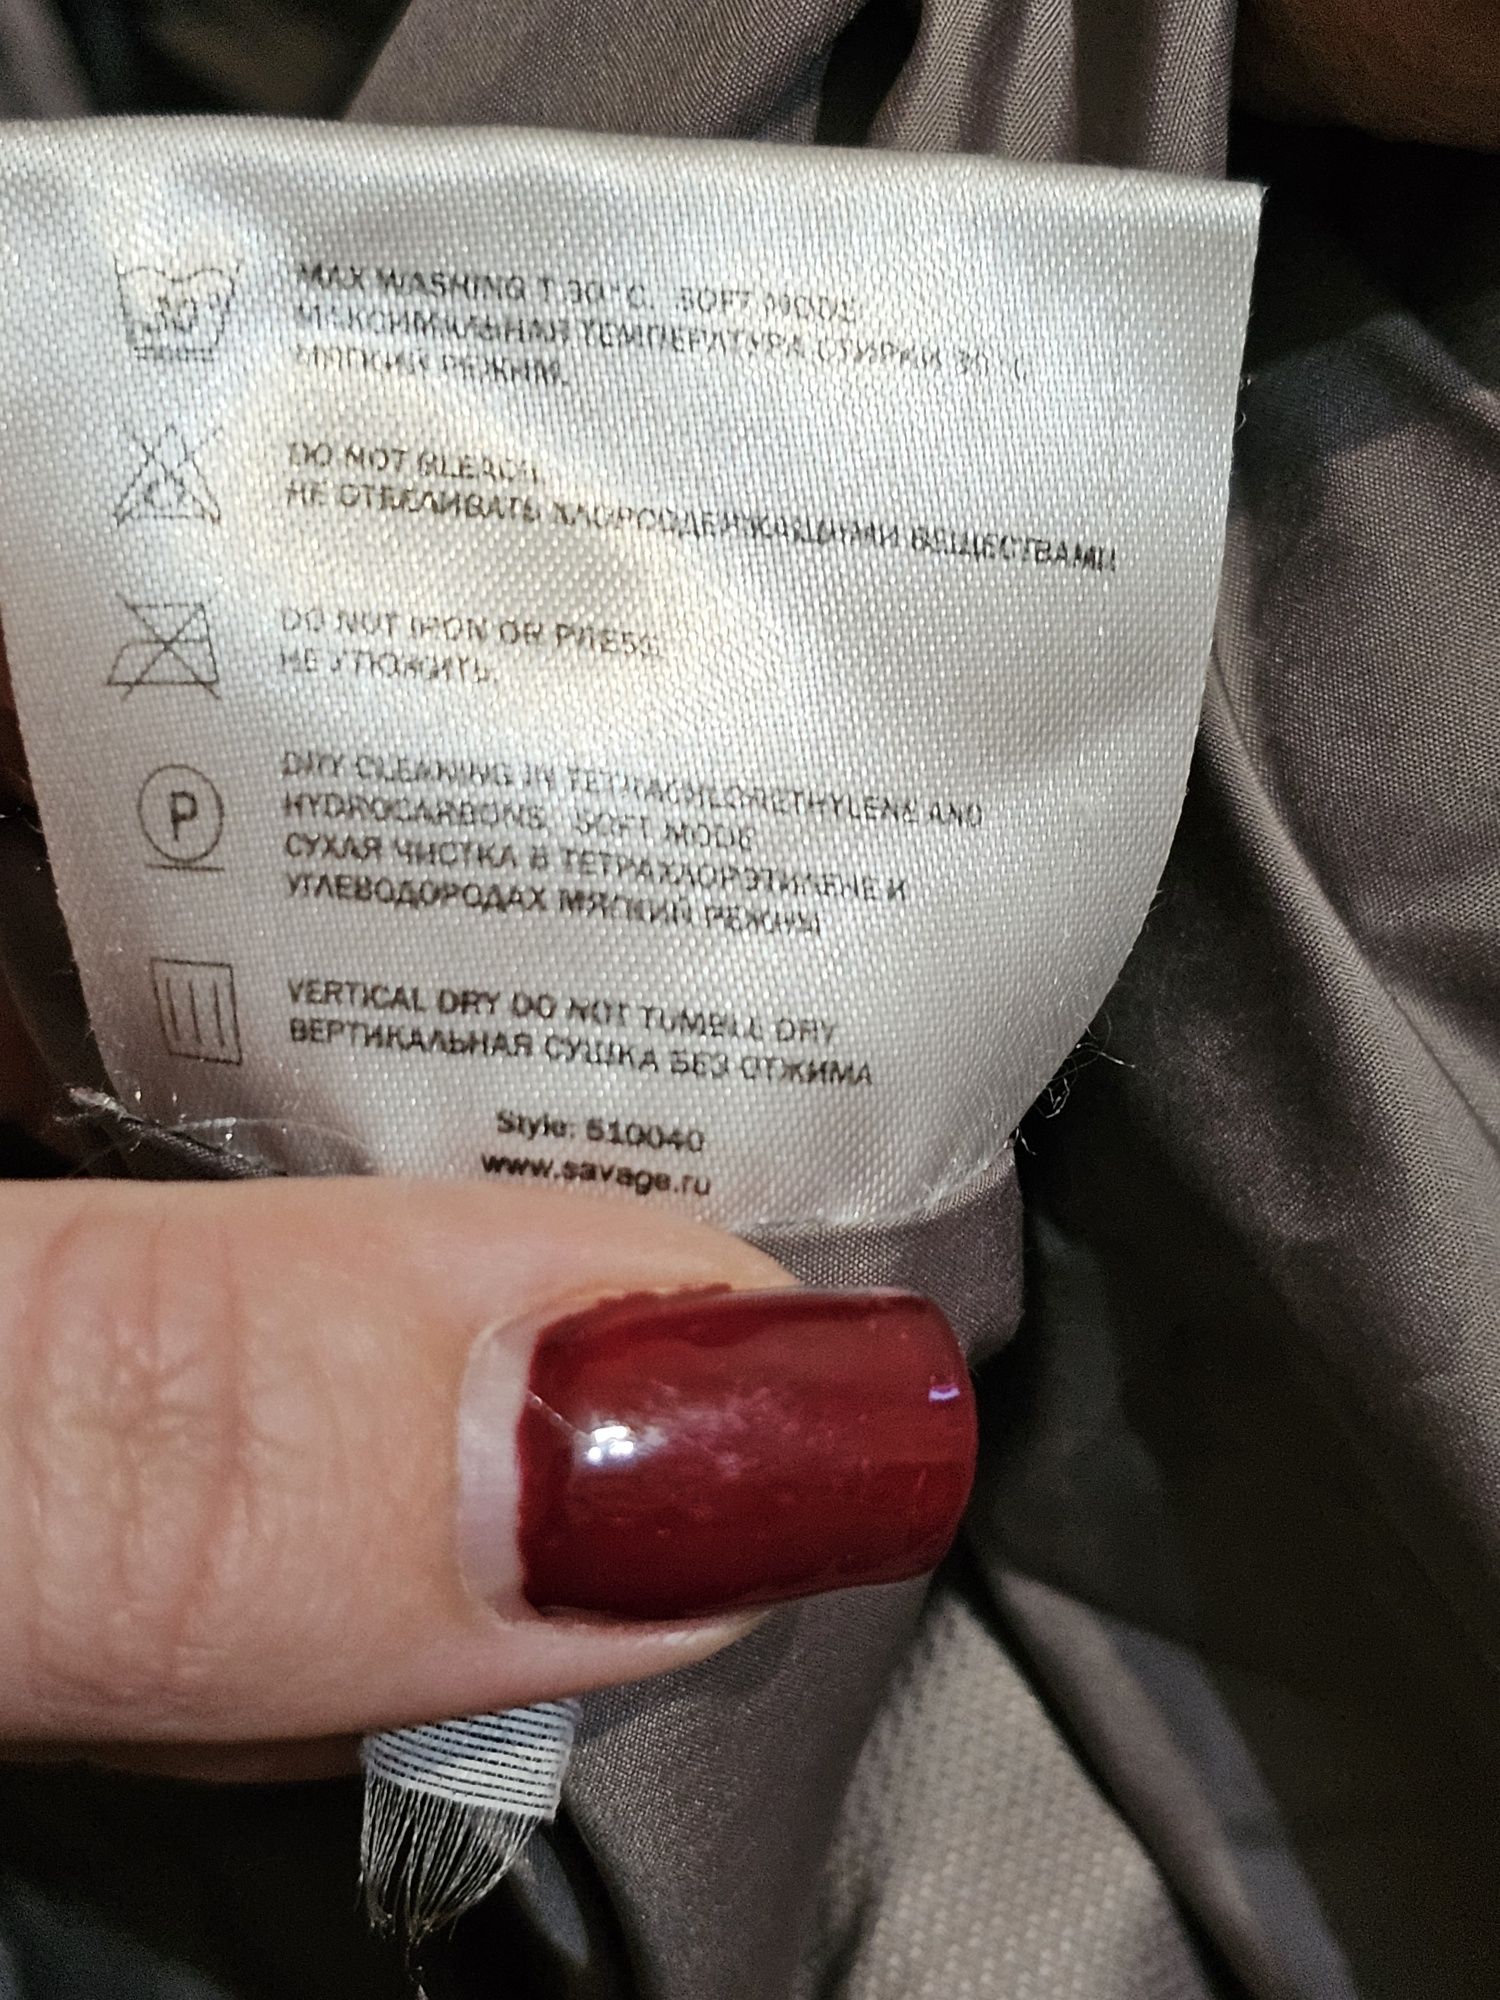 30
MAX WASHING T 30° C. SOFT MODE
МАКСИМАЛЬНАЯ ТЕМПЕРАТУРА СТИРКИ 30° С
МЯГКИЙ РЕЖИМ.
DO NOT BLEACH
НЕ ОТБЕЛИВАТЬ ХЛОРСОДЕРЖАЩИМИ ВЕЩЕСТВАМИ
DO NOT IRON OR PRESS
НЕ УТЮЖИТЬ.
P
DRY CLEANING IN TETRACHLORETHYLENE AND
HYDROCARBONS, SOFT MODE
СУХАЯ ЧИСТКА В ТЕТРАХЛОРЭТИЛЕНЕ И
УГЛЕВОДОРОДАХ МЯГКИЙ РЕЖИМ
VERTICAL DRY DO NOT TUMBLE DRY
ВЕРТИКАЛЬНАЯ СУШКА БЕЗ ОТЖИМА
Style: 510040
www.savage.ru